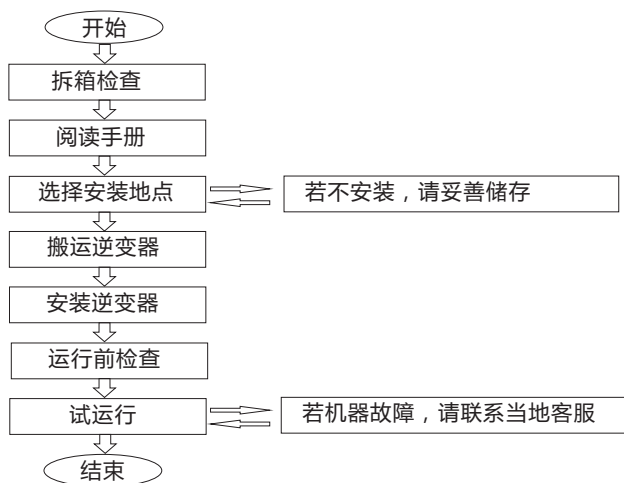 开始
拆箱检查
阅读手册
选择安装地点
若不安装，请妥善储存
搬运逆变器
安装逆变器
运行前检查
试运行
若机器故障，请联系当地客服
结束